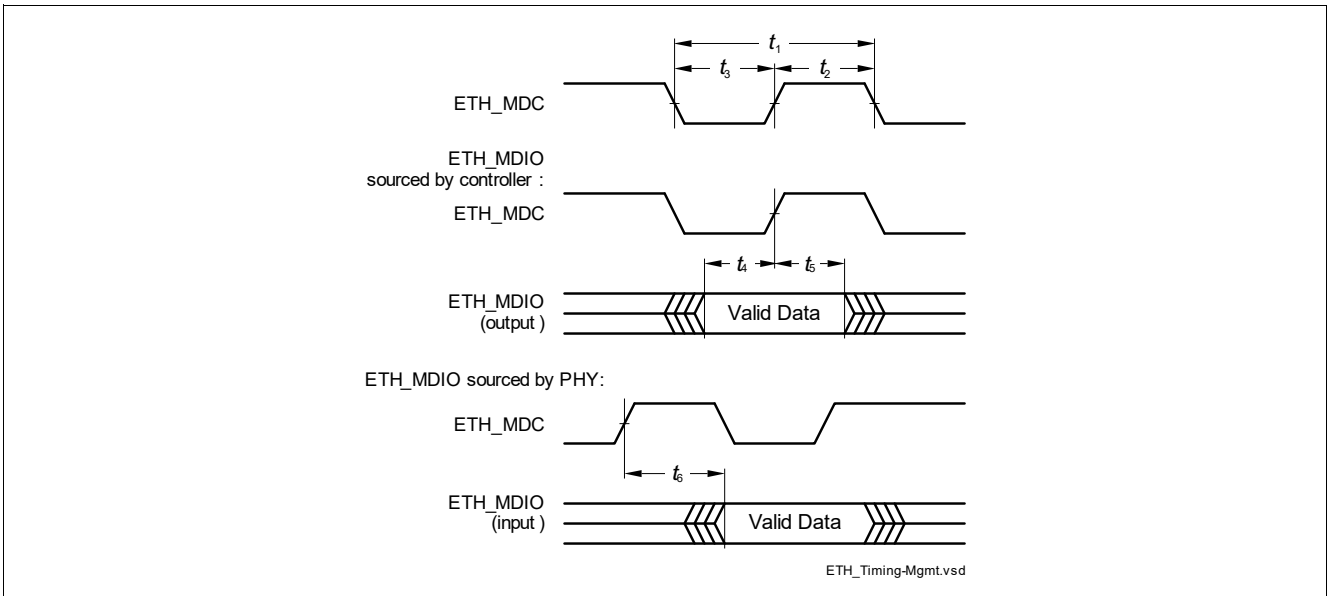 t1
t3
t2
ETH_MDC
ETH_MDIO
sourced by controller :
ETH_MDC
t4
t5
ETH_MDIO
(output )
Valid Data
ETH_MDIO sourced by PHY:
ETH_MDC
t6
ETH_MDIO
(input )
Valid Data
ETH_Timing-Mgmt.vsd